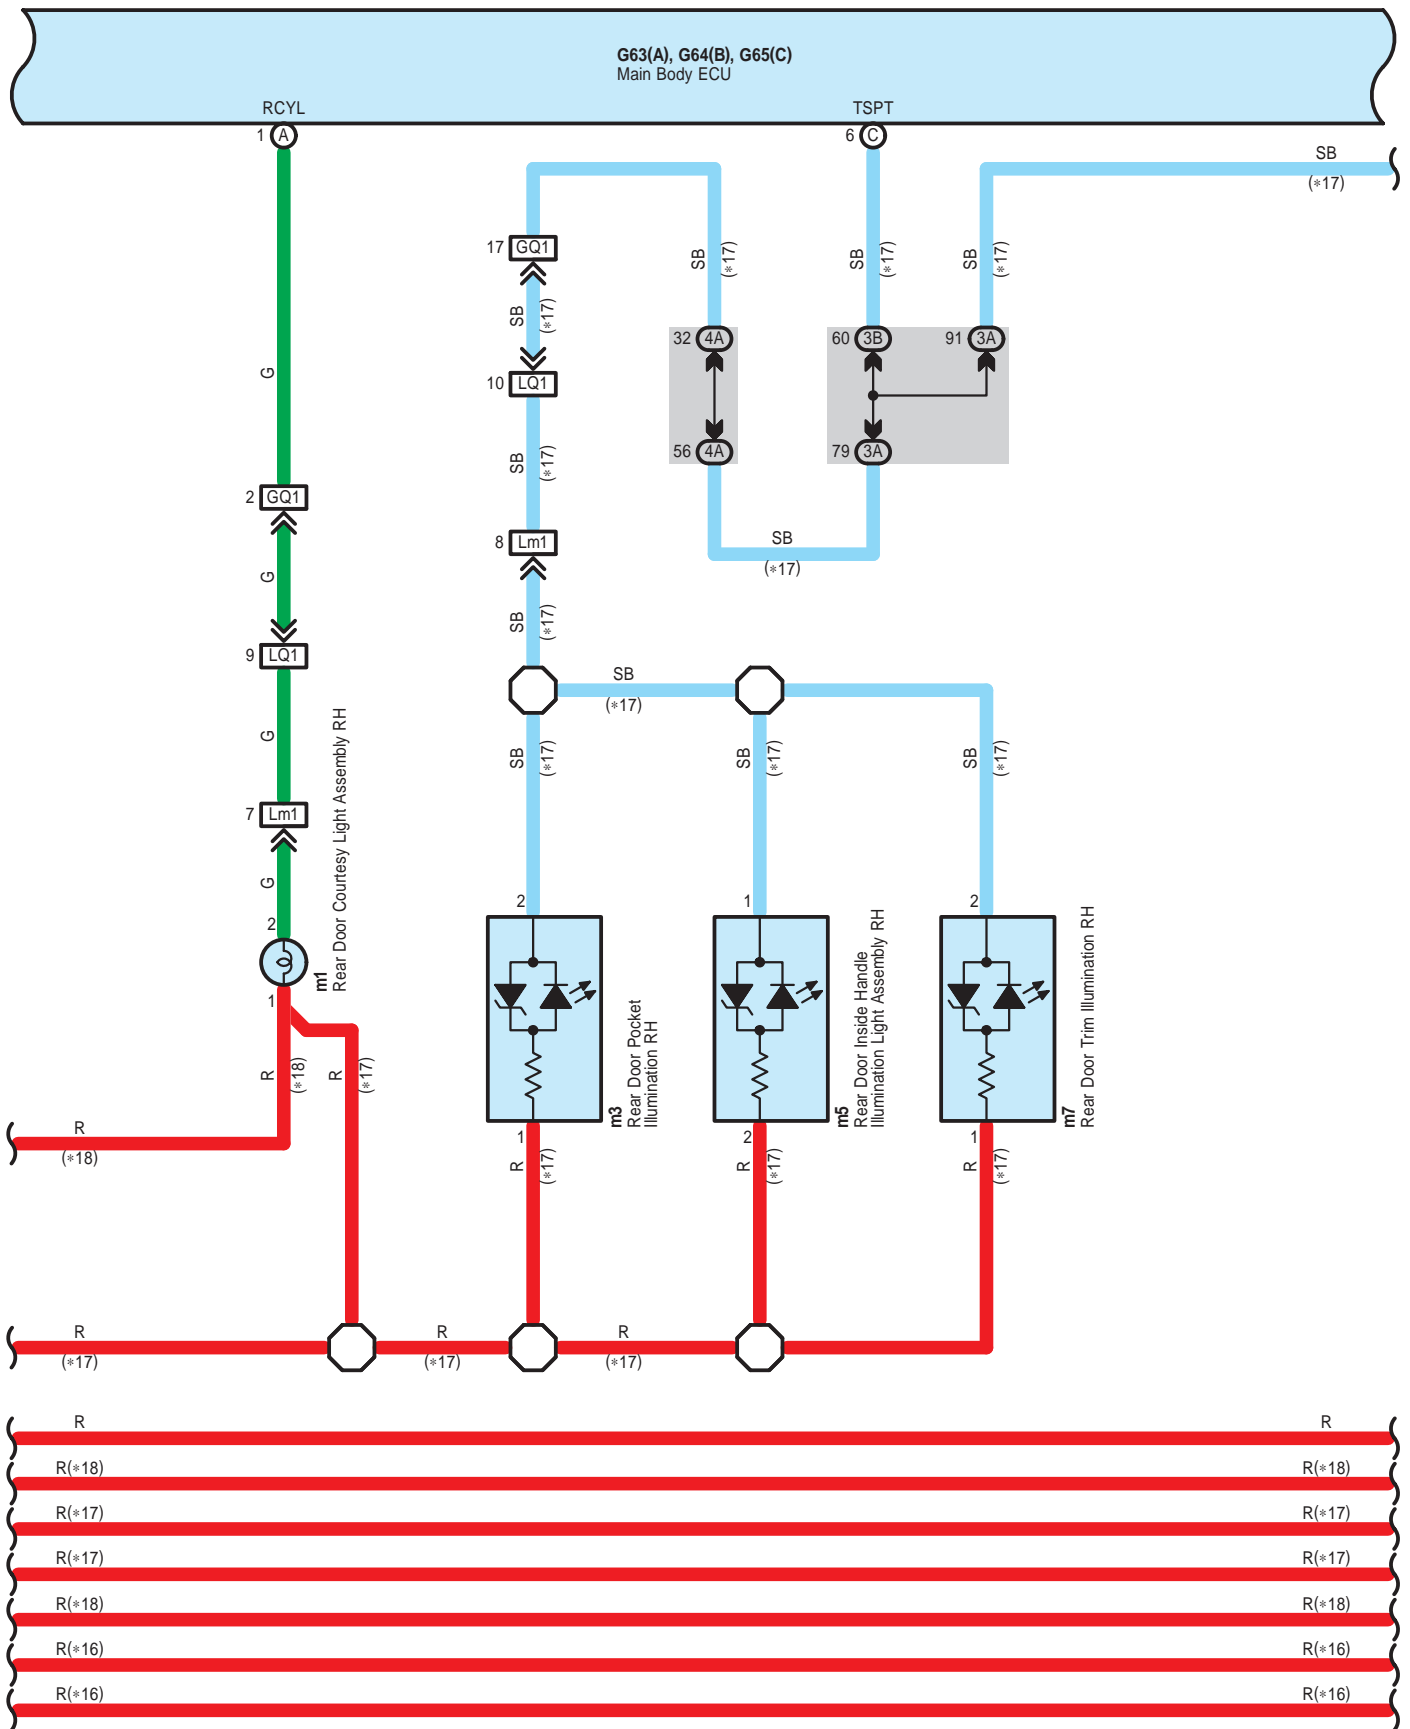 G63(A), G64(B), G65(C)
Main Body ECU
RCYL
TSPT
1 A
6 C
SB
(∗17)
17 GQ1
SB
(∗17)
SB
(∗17)
SB
(∗17)
SB
(∗17)
32 4A
60 3B
91 3A
G
10 LQ1
56 4A
79 3A
SB
(∗17)
2 GQ1
8 Lm1
SB
(∗17)
G
SB
(∗17)
9 LQ1
SB
(∗17)
G
SB
(∗17)
SB
(∗17)
SB
(∗17)
7 Lm1
G
2
m1
Rear Door Courtesy Light Assembly RH
1
2
1
2
R
(∗18)
R
(∗17)
m3
Rear Door Pocket
Illumination RH
m5
Rear Door Inside Handle
Illumination Light Assembly RH
m7
Rear Door Trim Illumination RH
R
(∗18)
1
2
1
R
(∗17)
R
(∗17)
R
(∗17)
R
(∗17)
R
(∗17)
R
(∗17)
R
R
R(∗18)
R(∗18)
R(∗17)
R(∗17)
R(∗17)
R(∗17)
R(∗18)
R(∗18)
R(∗16)
R(∗16)
R(∗16)
R(∗16)